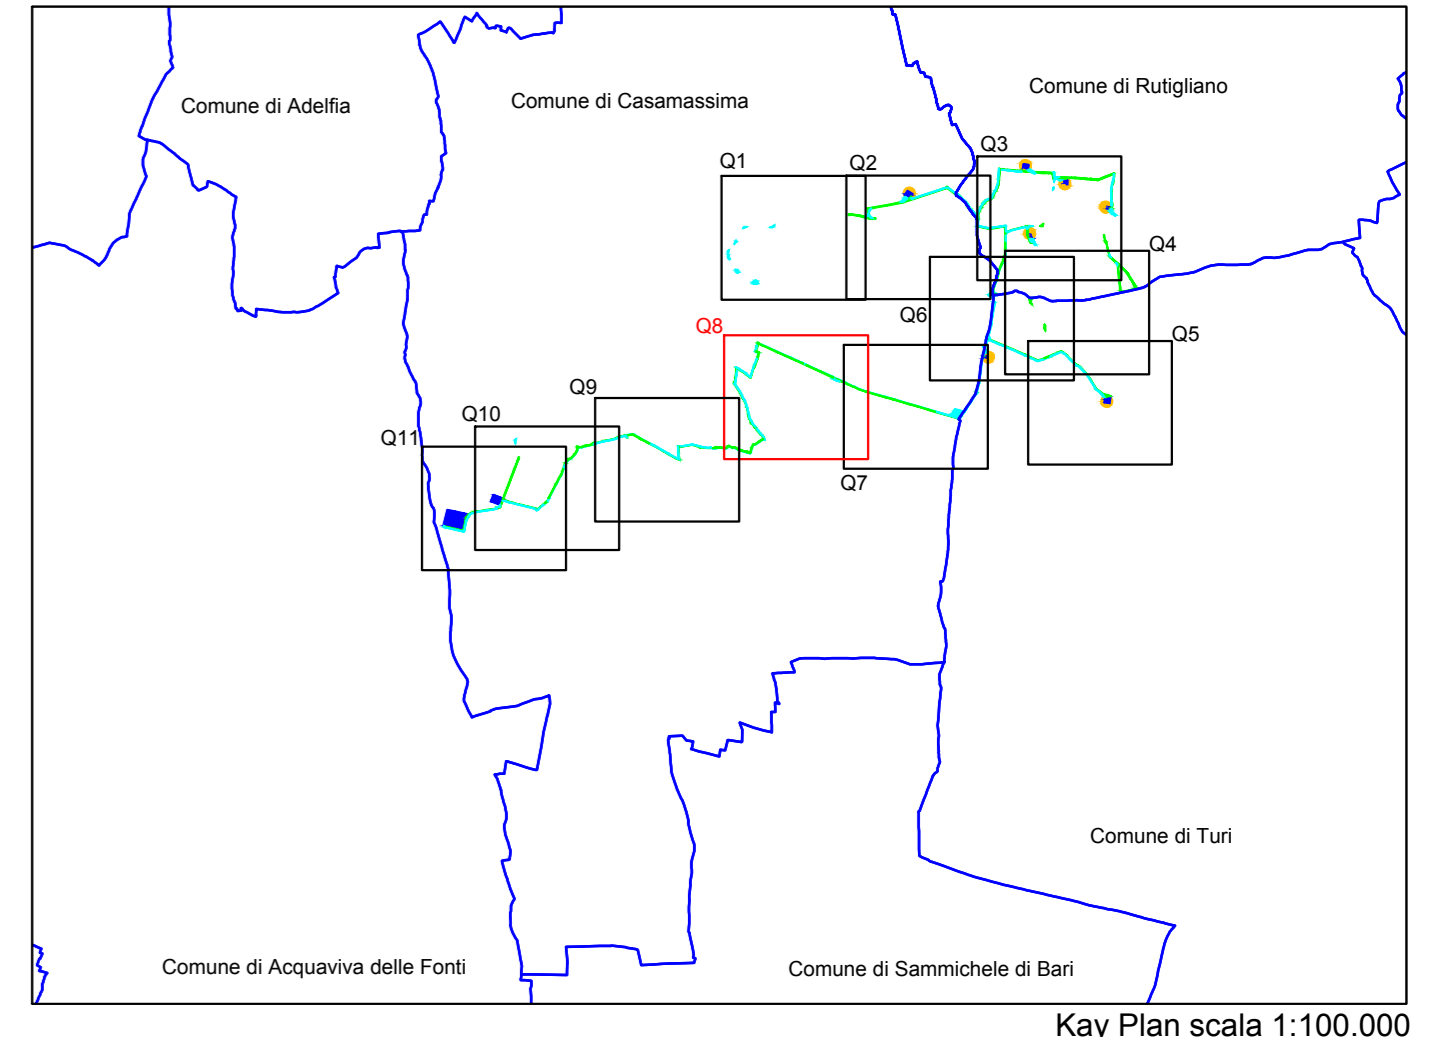 Comune di Rutigliano
Comune di Adelfia
Comune di Casamassima
Q3
Q1
Q2
Q4
Q6
Q8
Q5
Q9
Q10
Q11
Q7
Comune di Turi
Comune di Acquaviva delle Fonti
Comune di Sammichele di Bari
Kay Plan scala 1:100.000